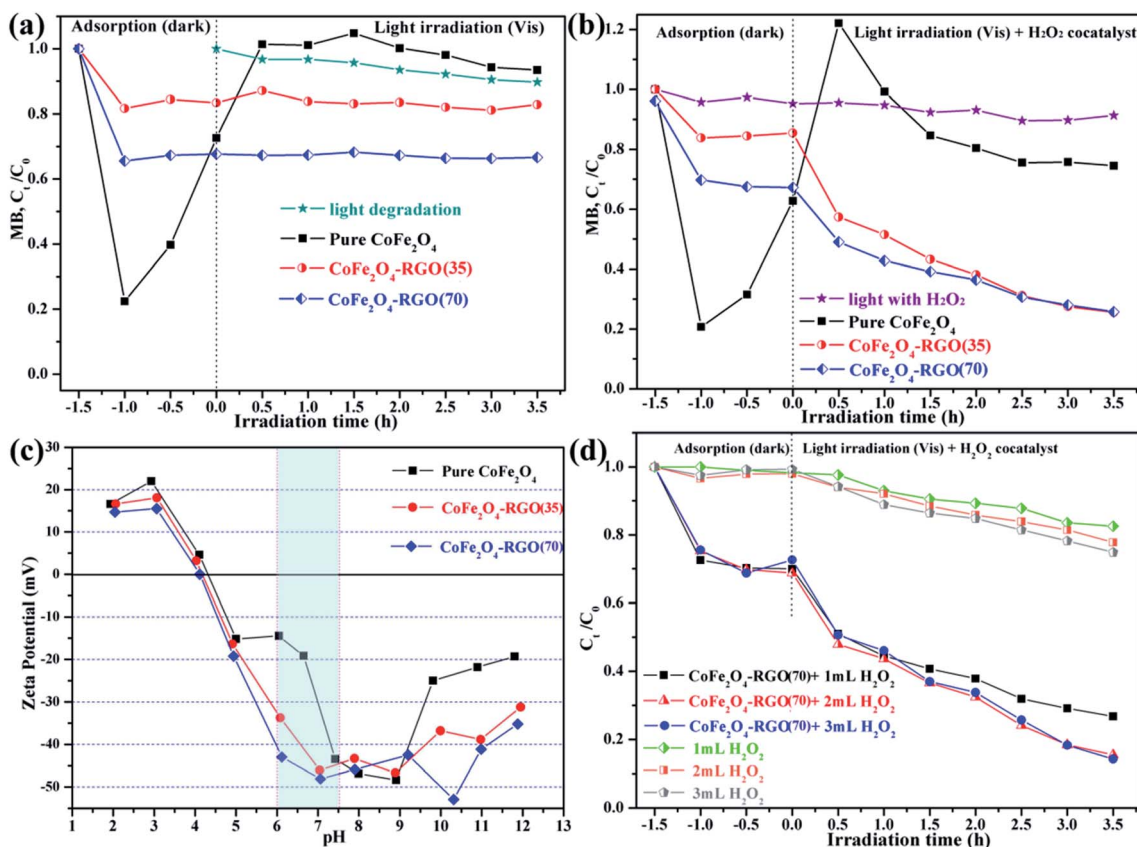 (a)
Adsorption (dark)
Light irradiation (Vis)
MB, Cₜ/C₀
1.0
0.8
0.6
0.4
0.2
0.0
light degradation
Pure CoFe₂O₄
CoFe₂O₄-RGO(35)
CoFe₂O₄-RGO(70)
-1.5 -1.0 -0.5 0.0 0.5 1.0 1.5 2.0 2.5 3.0 3.5
Irradiation time (h)
(b)
Adsorption (dark)
Light irradiation (Vis) + H₂O₂ cocatalyst
MB, Cₜ/C₀
1.2
1.0
0.8
0.6
0.4
0.2
0.0
light with H₂O₂
Pure CoFe₂O₄
CoFe₂O₄-RGO(35)
CoFe₂O₄-RGO(70)
-1.5 -1.0 -0.5 0.0 0.5 1.0 1.5 2.0 2.5 3.0 3.5
Irradiation time (h)
(c)
Zeta Potential (mv)
30
20
10
0
-10
-20
-30
-40
-50
Pure CoFe₂O₄
CoFe₂O₄-RGO(35)
CoFe₂O₄-RGO(70)
1 2 3 4 5 6 7 8 9 10 11 12 13
pH
(d)
Adsorption (dark)
Light irradiation (Vis) + H₂O₂ cocatalyst
Cₜ/C₀
1.0
0.8
0.6
0.4
0.2
0.0
CoFe₂O₄-RGO(70)+ 1mL H₂O₂
CoFe₂O₄-RGO(70)+ 2mL H₂O₂
CoFe₂O₄-RGO(70)+ 3mL H₂O₂
1mL H₂O₂
2mL H₂O₂
3mL H₂O₂
-1.5 -1.0 -0.5 0.0 0.5 1.0 1.5 2.0 2.5 3.0 3.5
Irradiation time (h)